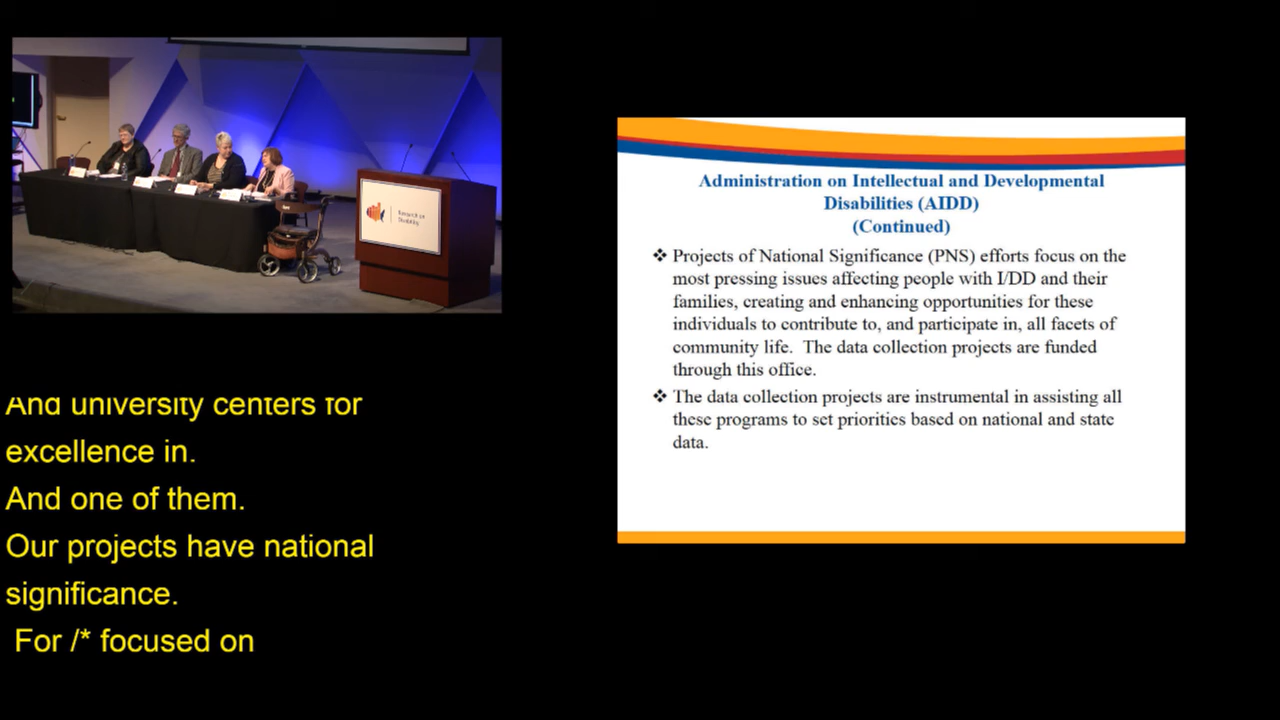 Research on
Disability
And university centers for
excellence in.
And one of them.
Our projects have national
significance.
For /* focused on
Administration on Intellectual and Developmental
Disabilities (AIDD)
(Continued)
❖ Projects of National Significance (PNS) efforts focus on the
most pressing issues affecting people with I/DD and their
families, creating and enhancing opportunities for these
individuals to contribute to, and participate in, all facets of
community life. The data collection projects are funded
through this office.
❖ The data collection projects are instrumental in assisting all
these programs to set priorities based on national and state
data.